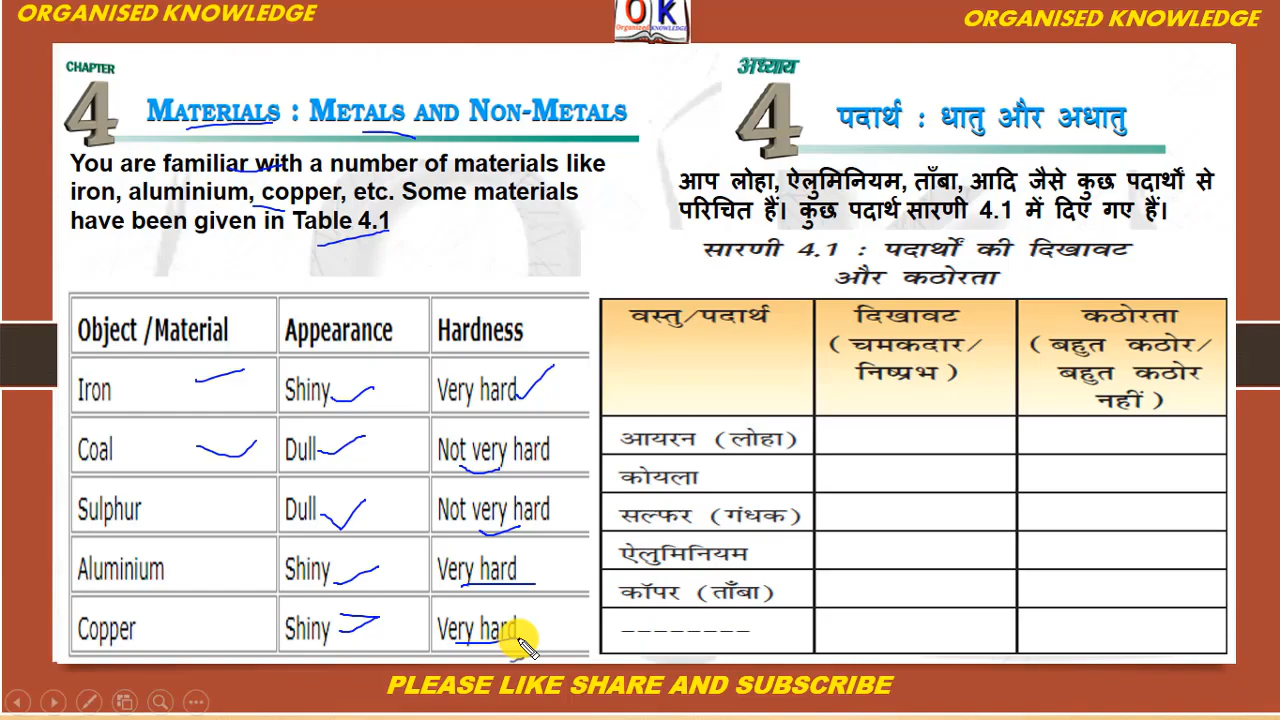 ORGANISED KNOWLEDGE
OK
Organized KNOWLEDGE
ORGANISED KNOWLEDGE
CHAPTER
4
MATERIALS : METALS AND NON-METALS
You are familiar with a number of materials like
iron, aluminium, copper, etc. Some materials
have been given in Table 4.1
Object /Material Appearance Hardness
Iron Shiny Very hard
Coal Dull Not very hard
Sulphur Dull Not very hard
Aluminium Shiny Very hard
Copper Shiny Very hard
अध्याय
4
पदार्थ : धातु और अधातु
आप लोहा, ऐलुमिनियम, ताँबा, आदि जैसे कुछ पदार्थों से
परिचित हैं। कुछ पदार्थ सारणी 4.1 में दिए गए हैं।
सारणी 4.1 : पदार्थों की दिखावट
और कठोरता
वस्तु/पदार्थ दिखावट कठोरता
(चमकदार/ (बहुत कठोर/
निष्प्रभ) बहुत कठोर
नहीं)
आयरन (लोहा)
कोयला
सल्फर (गंधक)
ऐलुमिनियम
कॉपर (ताँबा)
--------
PLEASE LIKE SHARE AND SUBSCRIBE